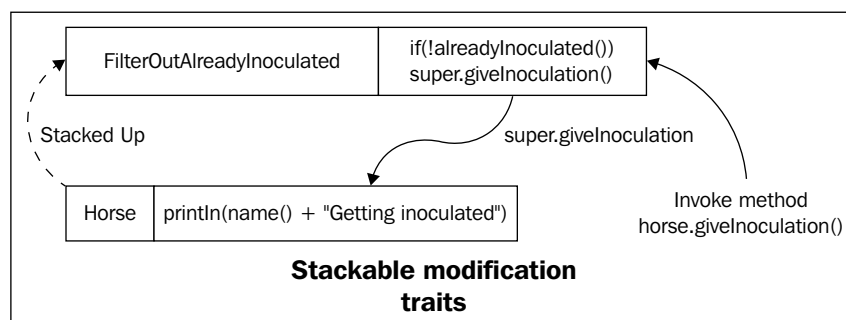 FilterOutAlreadyInoculated
if(!alreadyInoculated())
super.giveInoculation()
Stacked Up
super.giveInoculation
Horse
println(name() + "Getting inoculated")
Invoke method
horse.giveInoculation()
Stackable modification
traits